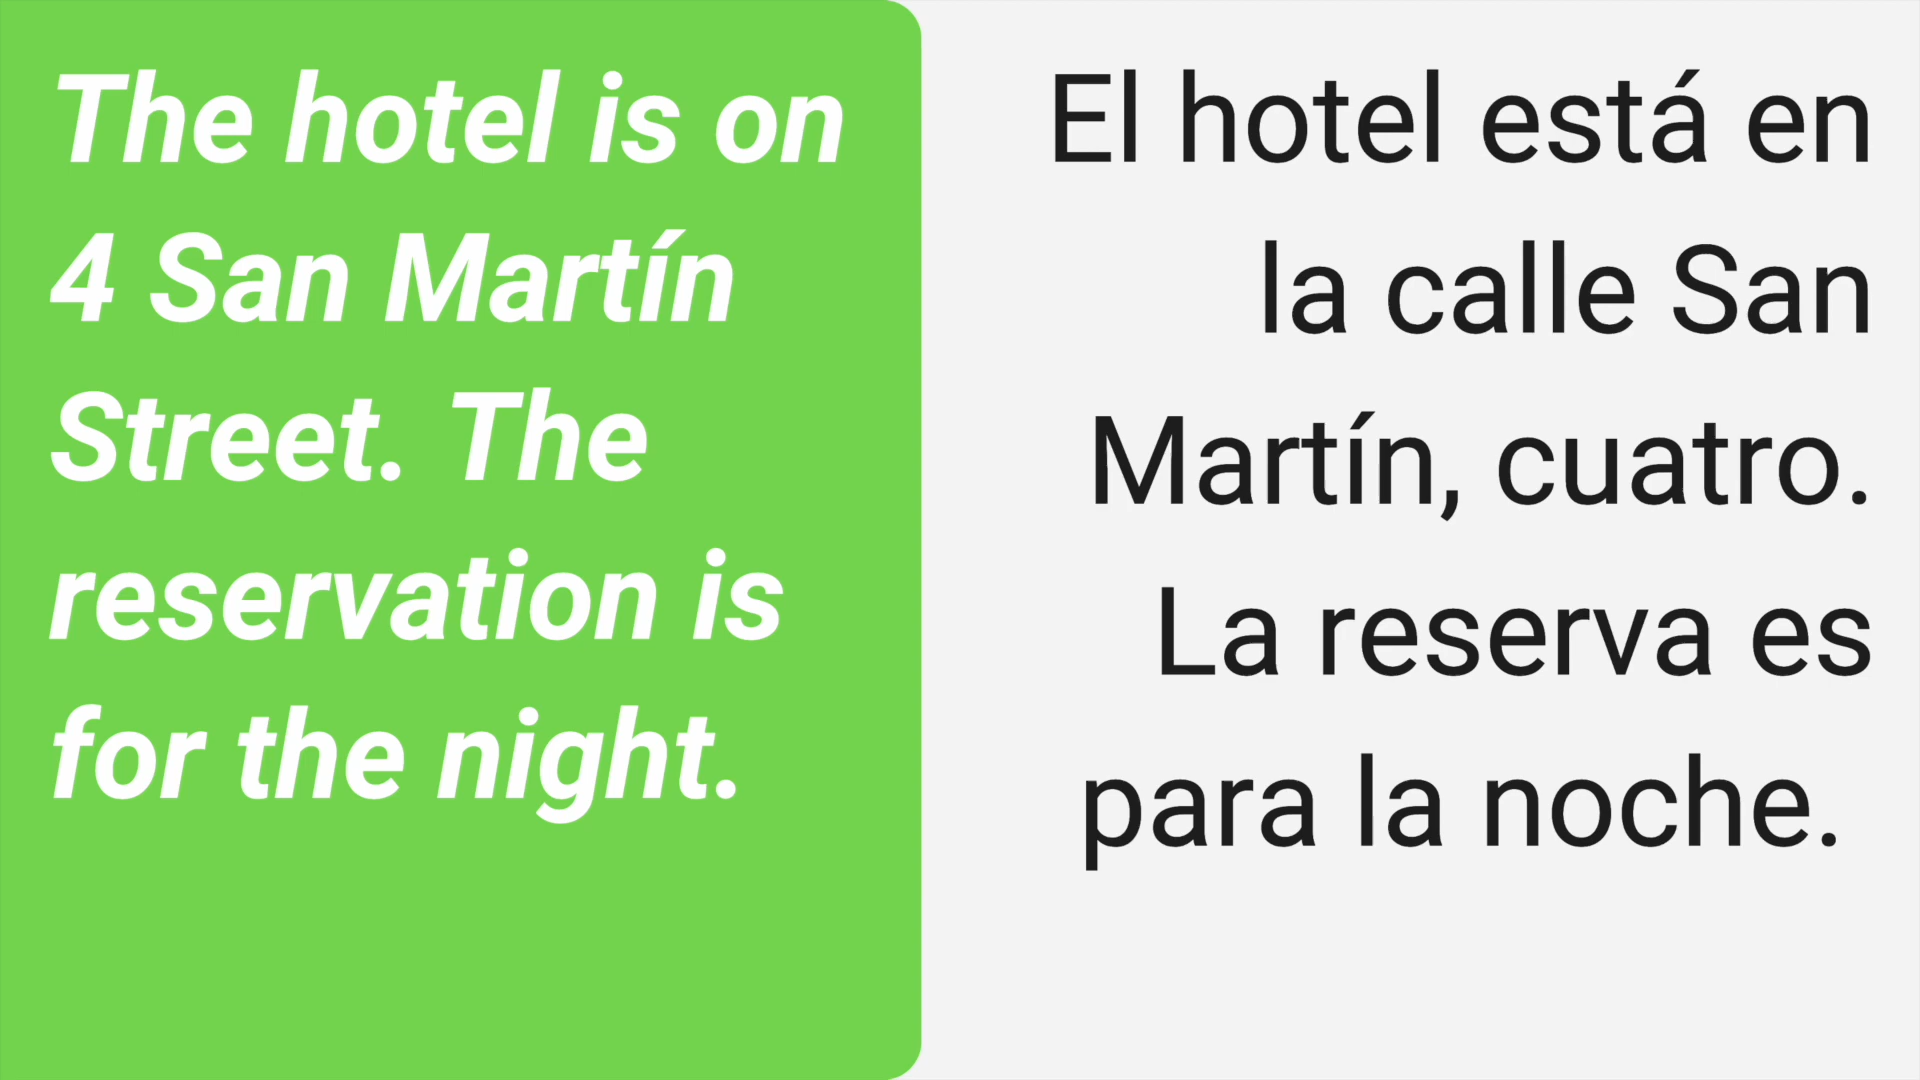 The hotel is on
4 San Martín
Street. The
reservation is
for the night.
El hotel está en
la calle San
Martín, cuatro.
La reserva es
para la noche.